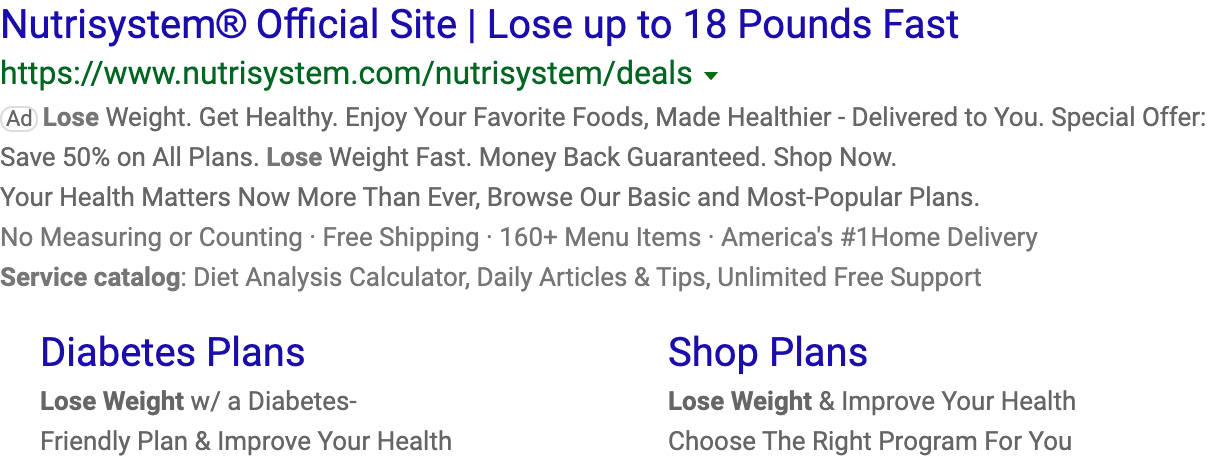 Nutrisystem® Official Site | Lose up to 18 Pounds Fast
https://www.nutrisystem.com/nutrisystem/deals
Ad Lose Weight. Get Healthy. Enjoy Your Favorite Foods, Made Healthier - Delivered to You. Special Offer:
Save 50% on All Plans. Lose Weight Fast. Money Back Guaranteed. Shop Now.
Your Health Matters Now More Than Ever, Browse Our Basic and Most-Popular Plans.
No Measuring or Counting · Free Shipping · 160+ Menu Items · America's #1Home Delivery
Service catalog: Diet Analysis Calculator, Daily Articles & Tips, Unlimited Free Support
Diabetes Plans
Lose Weight w/ a Diabetes-
Friendly Plan & Improve Your Health
Shop Plans
Lose Weight & Improve Your Health
Choose The Right Program For You